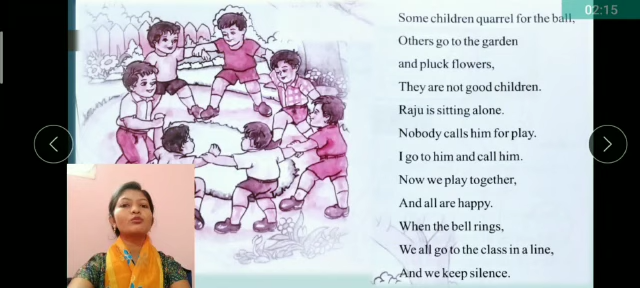 02:15
Some children quarrel for the ball,
Others go to the garden
and pluck flowers,
They are not good children.
Raju is sitting alone.
Nobody calls him for play.
I go to him and call him.
Now we play together,
And all are happy.
When the bell rings,
We all go to the class in a line,
And we keep silence.